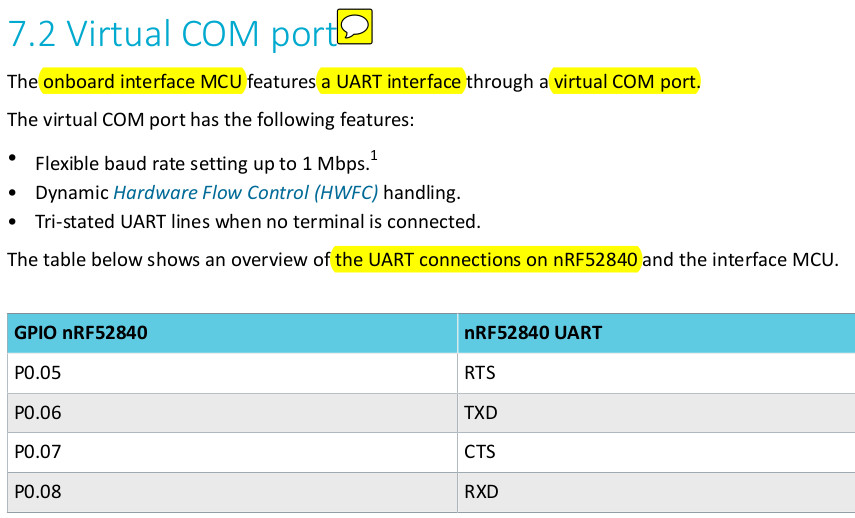 7.2 Virtual COM port
The onboard interface MCU features a UART interface through a virtual COM port.
The virtual COM port has the following features:
• Flexible baud rate setting up to 1 Mbps.1
• Dynamic Hardware Flow Control (HWFC) handling.
• Tri-stated UART lines when no terminal is connected.
The table below shows an overview of the UART connections on nRF52840 and the interface MCU.
GPIO nRF52840 nRF52840 UART
P0.05 RTS
P0.06 TXD
P0.07 CTS
P0.08 RXD